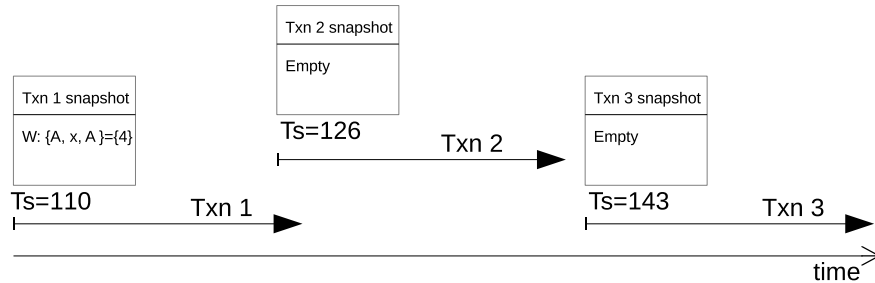 Txn 1 snapshot
W: {A, x, A }={4}
Ts=110
Txn 1
Txn 2 snapshot
Empty
Ts=126
Txn 2
Txn 3 snapshot
Empty
Ts=143
Txn 3
time